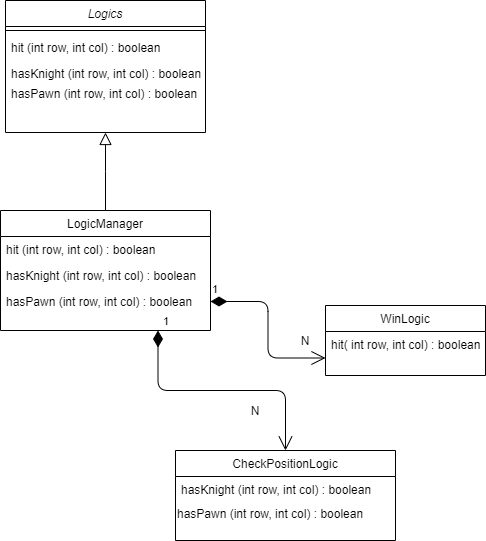 Logics
hit (int row, int col) : boolean
hasKnight (int row, int col) : boolean
hasPawn (int row, int col) : boolean
LogicManager
hit (int row, int col) : boolean
hasKnight (int row, int col) : boolean
hasPawn (int row, int col) : boolean
1
1
N
WinLogic
hit( int row, int col) : boolean
N
CheckPositionLogic
hasKnight (int row, int col) : boolean
hasPawn (int row, int col) : boolean